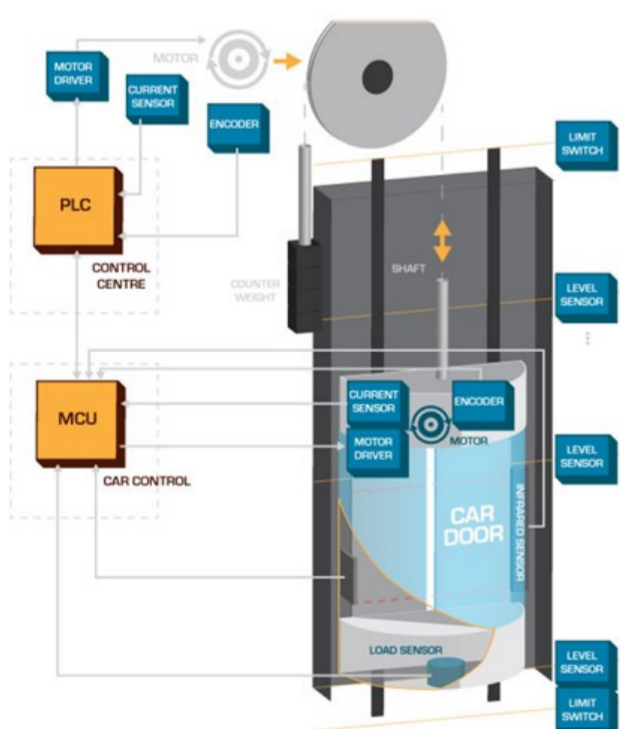 MOTOR
MOTOR
DRIVER
CURRENT
SENSOR
ENCODER
LIMIT
SWITCH
PLC
CONTROL
CENTRE
SHAFT
COUNTER
WEIGHT
LEVEL
SENSOR
...
MCU
CAR CONTROL
CURRENT
SENSOR
ENCODER
MOTOR
DRIVER
MOTOR
LEVEL
SENSOR
CAR
DOOR
INFRARED SENSOR
LOAD SENSOR
LEVEL
SENSOR
LIMIT
SWITCH